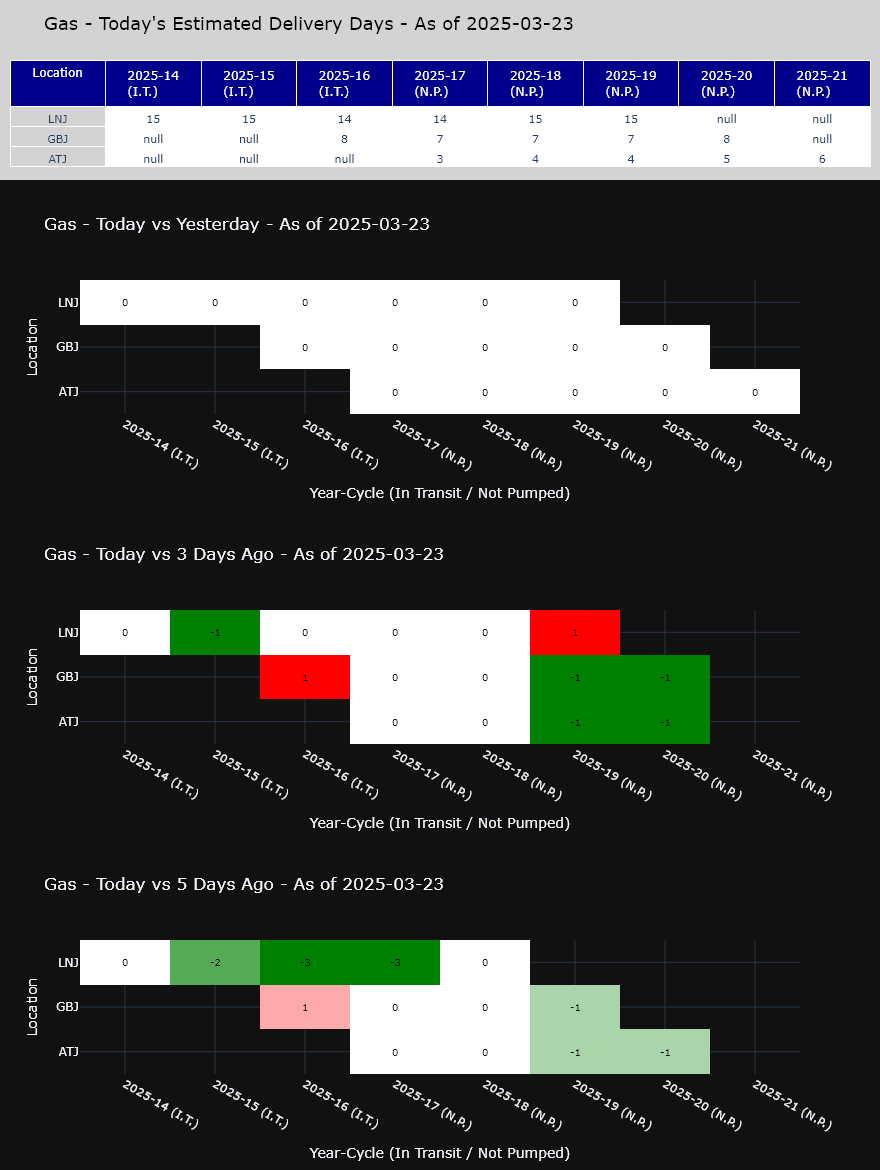 Gas - Today's Estimated Delivery Days - As of 2025-03-23
Location 2025-14 (I.T.) 2025-15 (I.T.) 2025-16 (I.T.) 2025-17 (N.P.) 2025-18 (N.P.) 2025-19 (N.P.) 2025-20 (N.P.) 2025-21 (N.P.)
LNJ 15 15 14 14 15 15 null null
GBJ null null 8 7 7 7 8 null
ATJ null null null 3 4 4 5 6
Gas - Today vs Yesterday - As of 2025-03-23
Location
LNJ 0 0 0 0 0 0
GBJ 0 0 0 0 0
ATJ 0 0 0 0 0
2025-14 (I.T.) 2025-15 (I.T.) 2025-16 (I.T.) 2025-17 (N.P.) 2025-18 (N.P.) 2025-19 (N.P.) 2025-20 (N.P.) 2025-21 (N.P.)
Year-Cycle (In Transit / Not Pumped)
Gas - Today vs 3 Days Ago - As of 2025-03-23
Location
LNJ 0 -1 0 0 0 1
GBJ 1 0 0 -1 -1
ATJ 0 0 -1 -1
2025-14 (I.T.) 2025-15 (I.T.) 2025-16 (I.T.) 2025-17 (N.P.) 2025-18 (N.P.) 2025-19 (N.P.) 2025-20 (N.P.) 2025-21 (N.P.)
Year-Cycle (In Transit / Not Pumped)
Gas - Today vs 5 Days Ago - As of 2025-03-23
Location
LNJ 0 -2 -3 -3 0
GBJ 1 0 0 -1
ATJ 0 0 -1 -1
2025-14 (I.T.) 2025-15 (I.T.) 2025-16 (I.T.) 2025-17 (N.P.) 2025-18 (N.P.) 2025-19 (N.P.) 2025-20 (N.P.) 2025-21 (N.P.)
Year-Cycle (In Transit / Not Pumped)